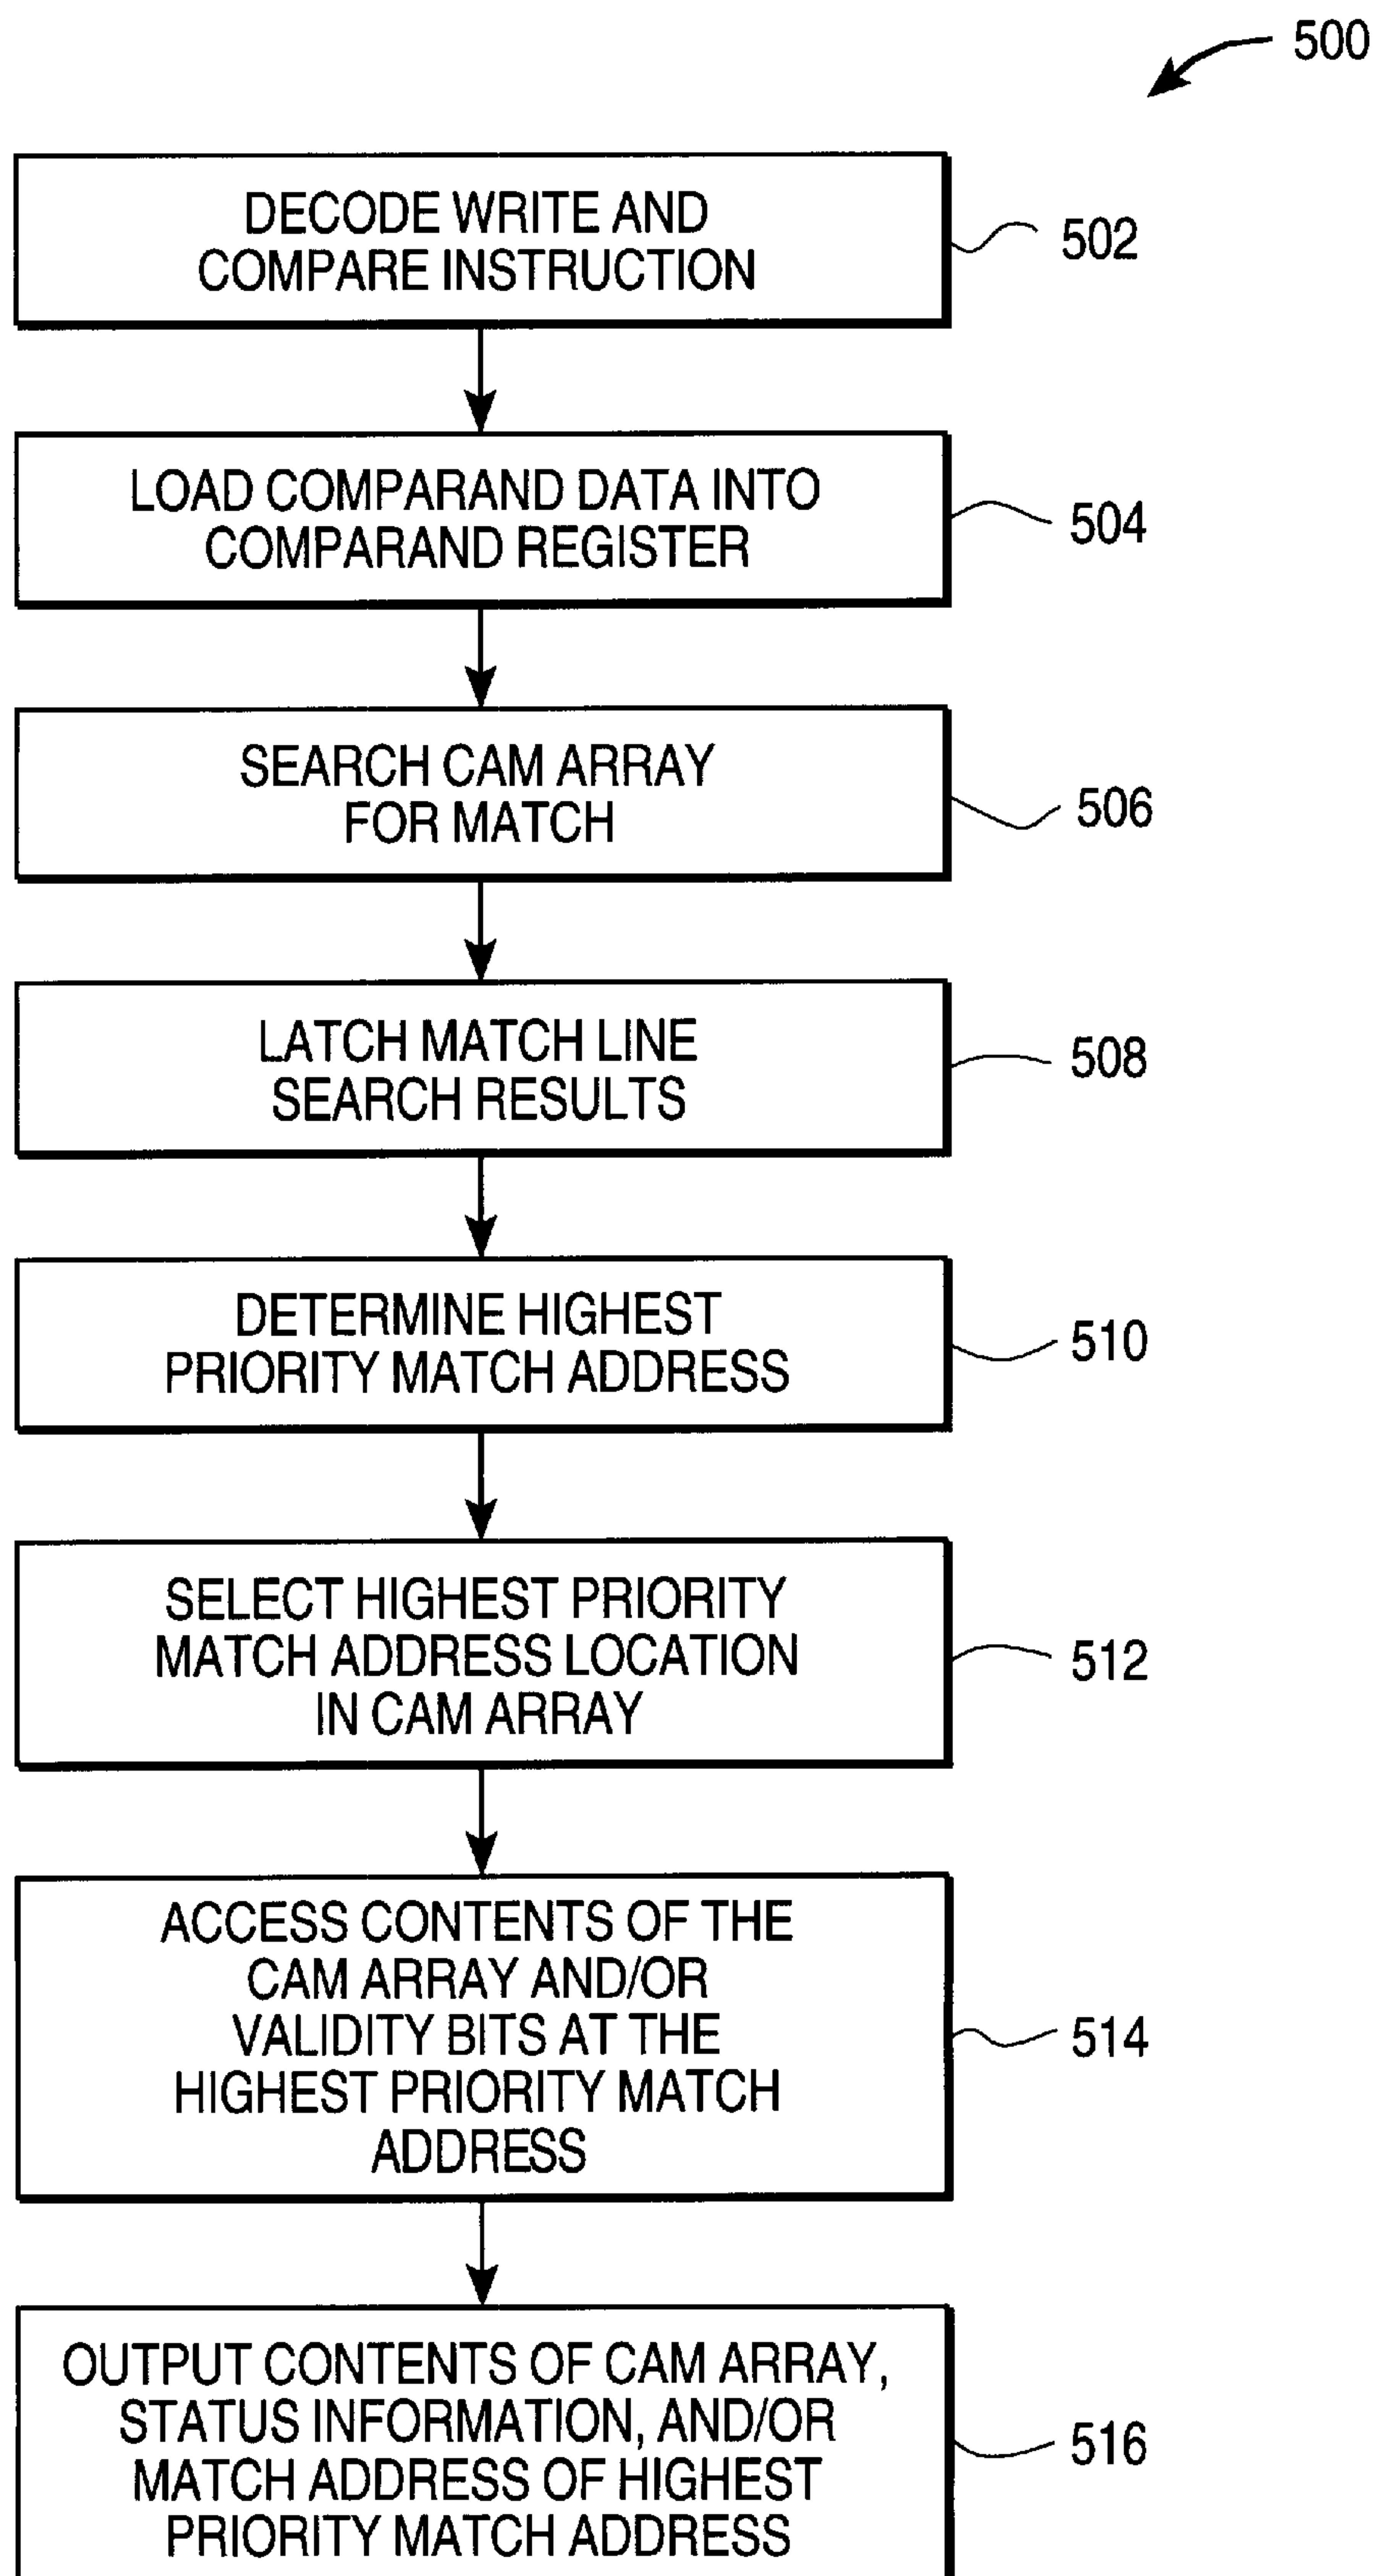 500
DECODE WRITE AND
COMPARE INSTRUCTION
502
LOAD COMPARAND DATA INTO
COMPARAND REGISTER
504
SEARCH CAM ARRAY
FOR MATCH
506
LATCH MATCH LINE
SEARCH RESULTS
508
DETERMINE HIGHEST
PRIORITY MATCH ADDRESS
510
SELECT HIGHEST PRIORITY
MATCH ADDRESS LOCATION
IN CAM ARRAY
512
ACCESS CONTENTS OF THE
CAM ARRAY AND/OR
VALIDITY BITS AT THE
HIGHEST PRIORITY MATCH
ADDRESS
514
OUTPUT CONTENTS OF CAM ARRAY,
STATUS INFORMATION, AND/OR
MATCH ADDRESS OF HIGHEST
PRIORITY MATCH ADDRESS
516